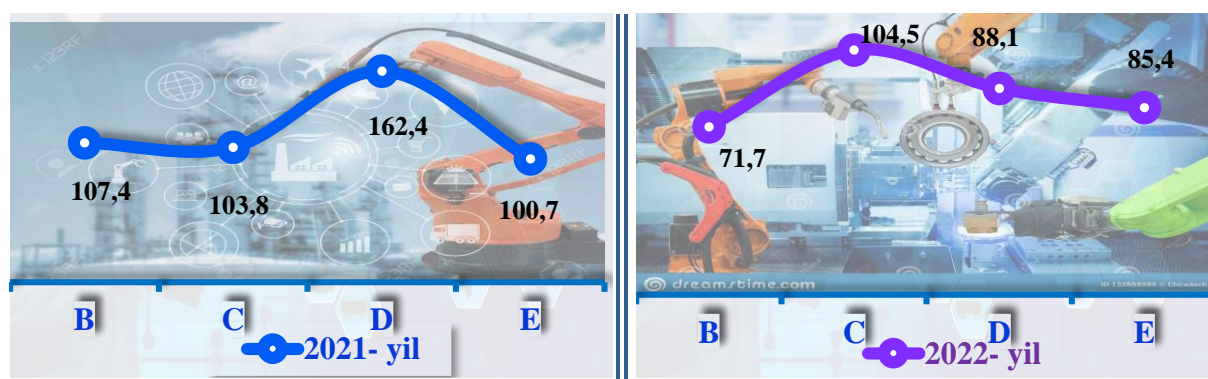 107,4
103,8
162,4
100,7
B C D E
2021- yil
71,7
104,5
88,1
85,4
dreamstime.com
B C D E
2022- yil